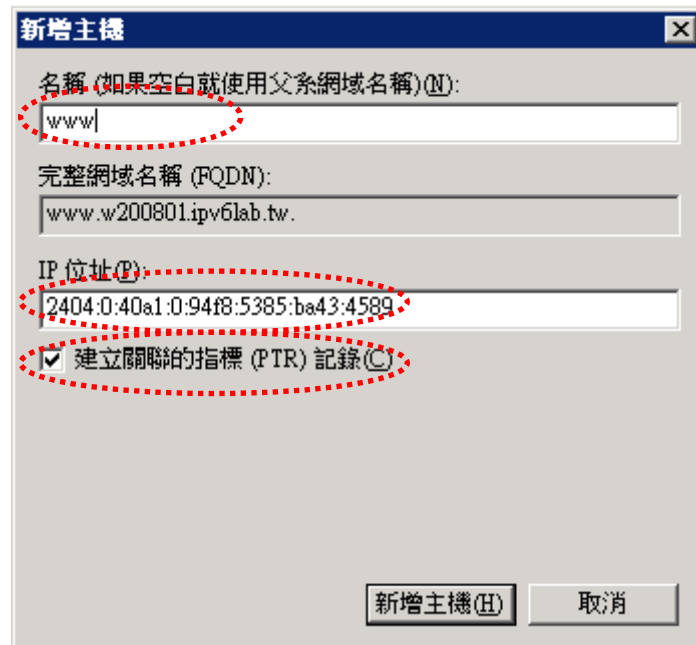 新增主機
名稱 (如果空白就使用父系網域名稱)(N):
www
完整網域名稱 (FQDN):
www.w200801.ipv6lab.tw.
IP 位址(P):
2404:0:40a1:0:94f8:5385:ba43:4589
建立關聯的指標 (PTR) 記錄(C)
新增主機(H) 取消